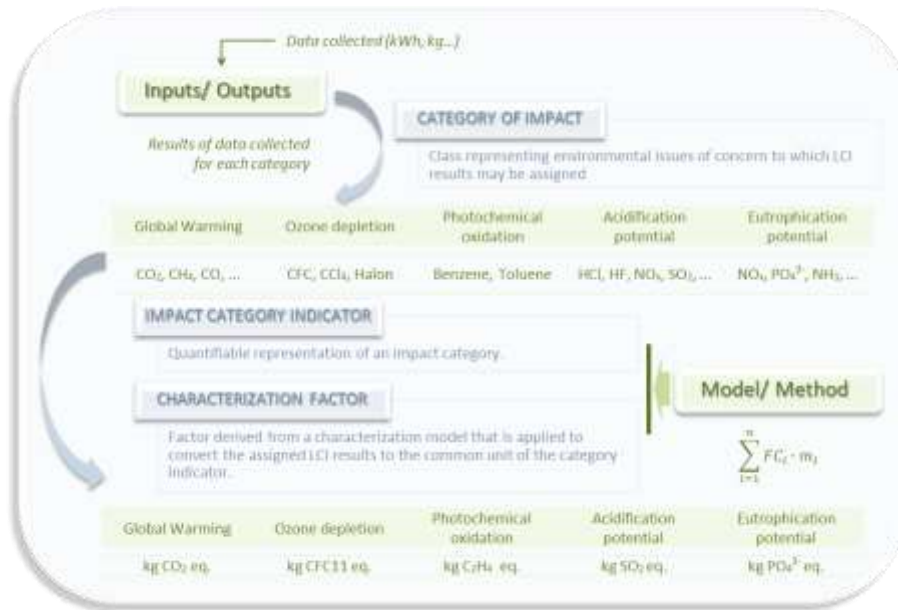 Data collected (kWh, kg...)
Inputs/ Outputs
Results of data collected
for each category
CATEGORY OF IMPACT
Class representing environmental issues of concern to which LCI
results may be assigned
Global Warming
Ozone depletion
Photochemical
oxidation
Acidification
potential
Eutrophication
potential
CO₂, CH₄, CO, ...
CFC, CCl₄, Halon
Benzene, Toluene
HCl, HF, NOₓ, SO₂, ...
NOₓ, PO₄³⁻, NH₃, ...
IMPACT CATEGORY INDICATOR
Quantifiable representation of an impact category.
CHARACTERIZATION FACTOR
Factor derived from a characterization model that is applied to
convert the assigned LCI results to the common unit of the category
indicator.
Model/ Method
n
∑ FCᵢ · mᵢ
i=1
Global Warming
Ozone depletion
Photochemical
oxidation
Acidification
potential
Eutrophication
potential
kg CO₂ eq.
kg CFC11 eq.
kg C₂H₄ eq.
kg SO₂ eq.
kg PO₄³⁻ eq.